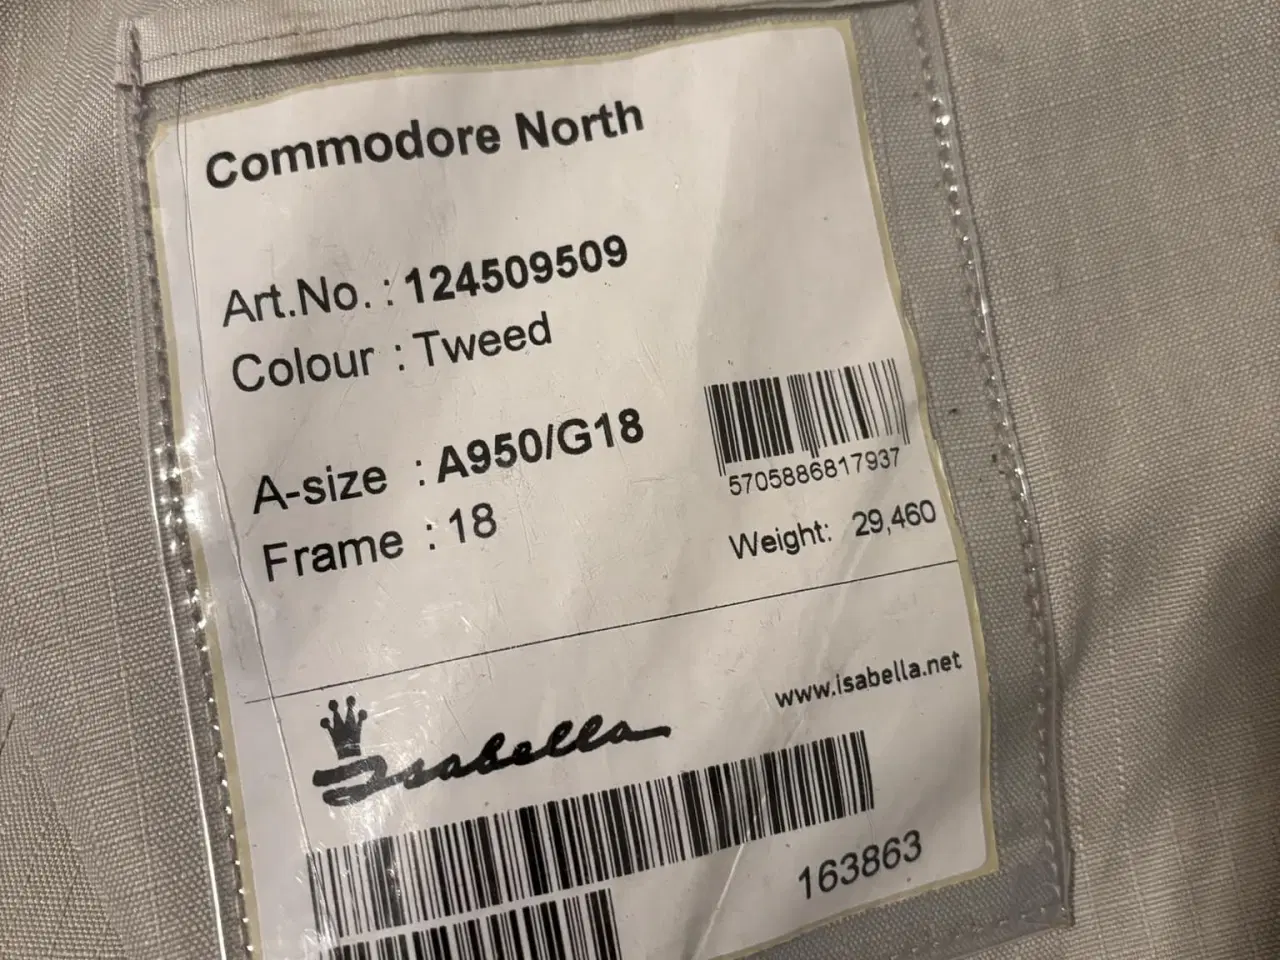 Commodore North
Art.No. : 124509509
Colour : Tweed
A-size : A950/G18
Frame : 18
5705886817937
Weight: 29,460
www.isabella.net
Isabella
163863